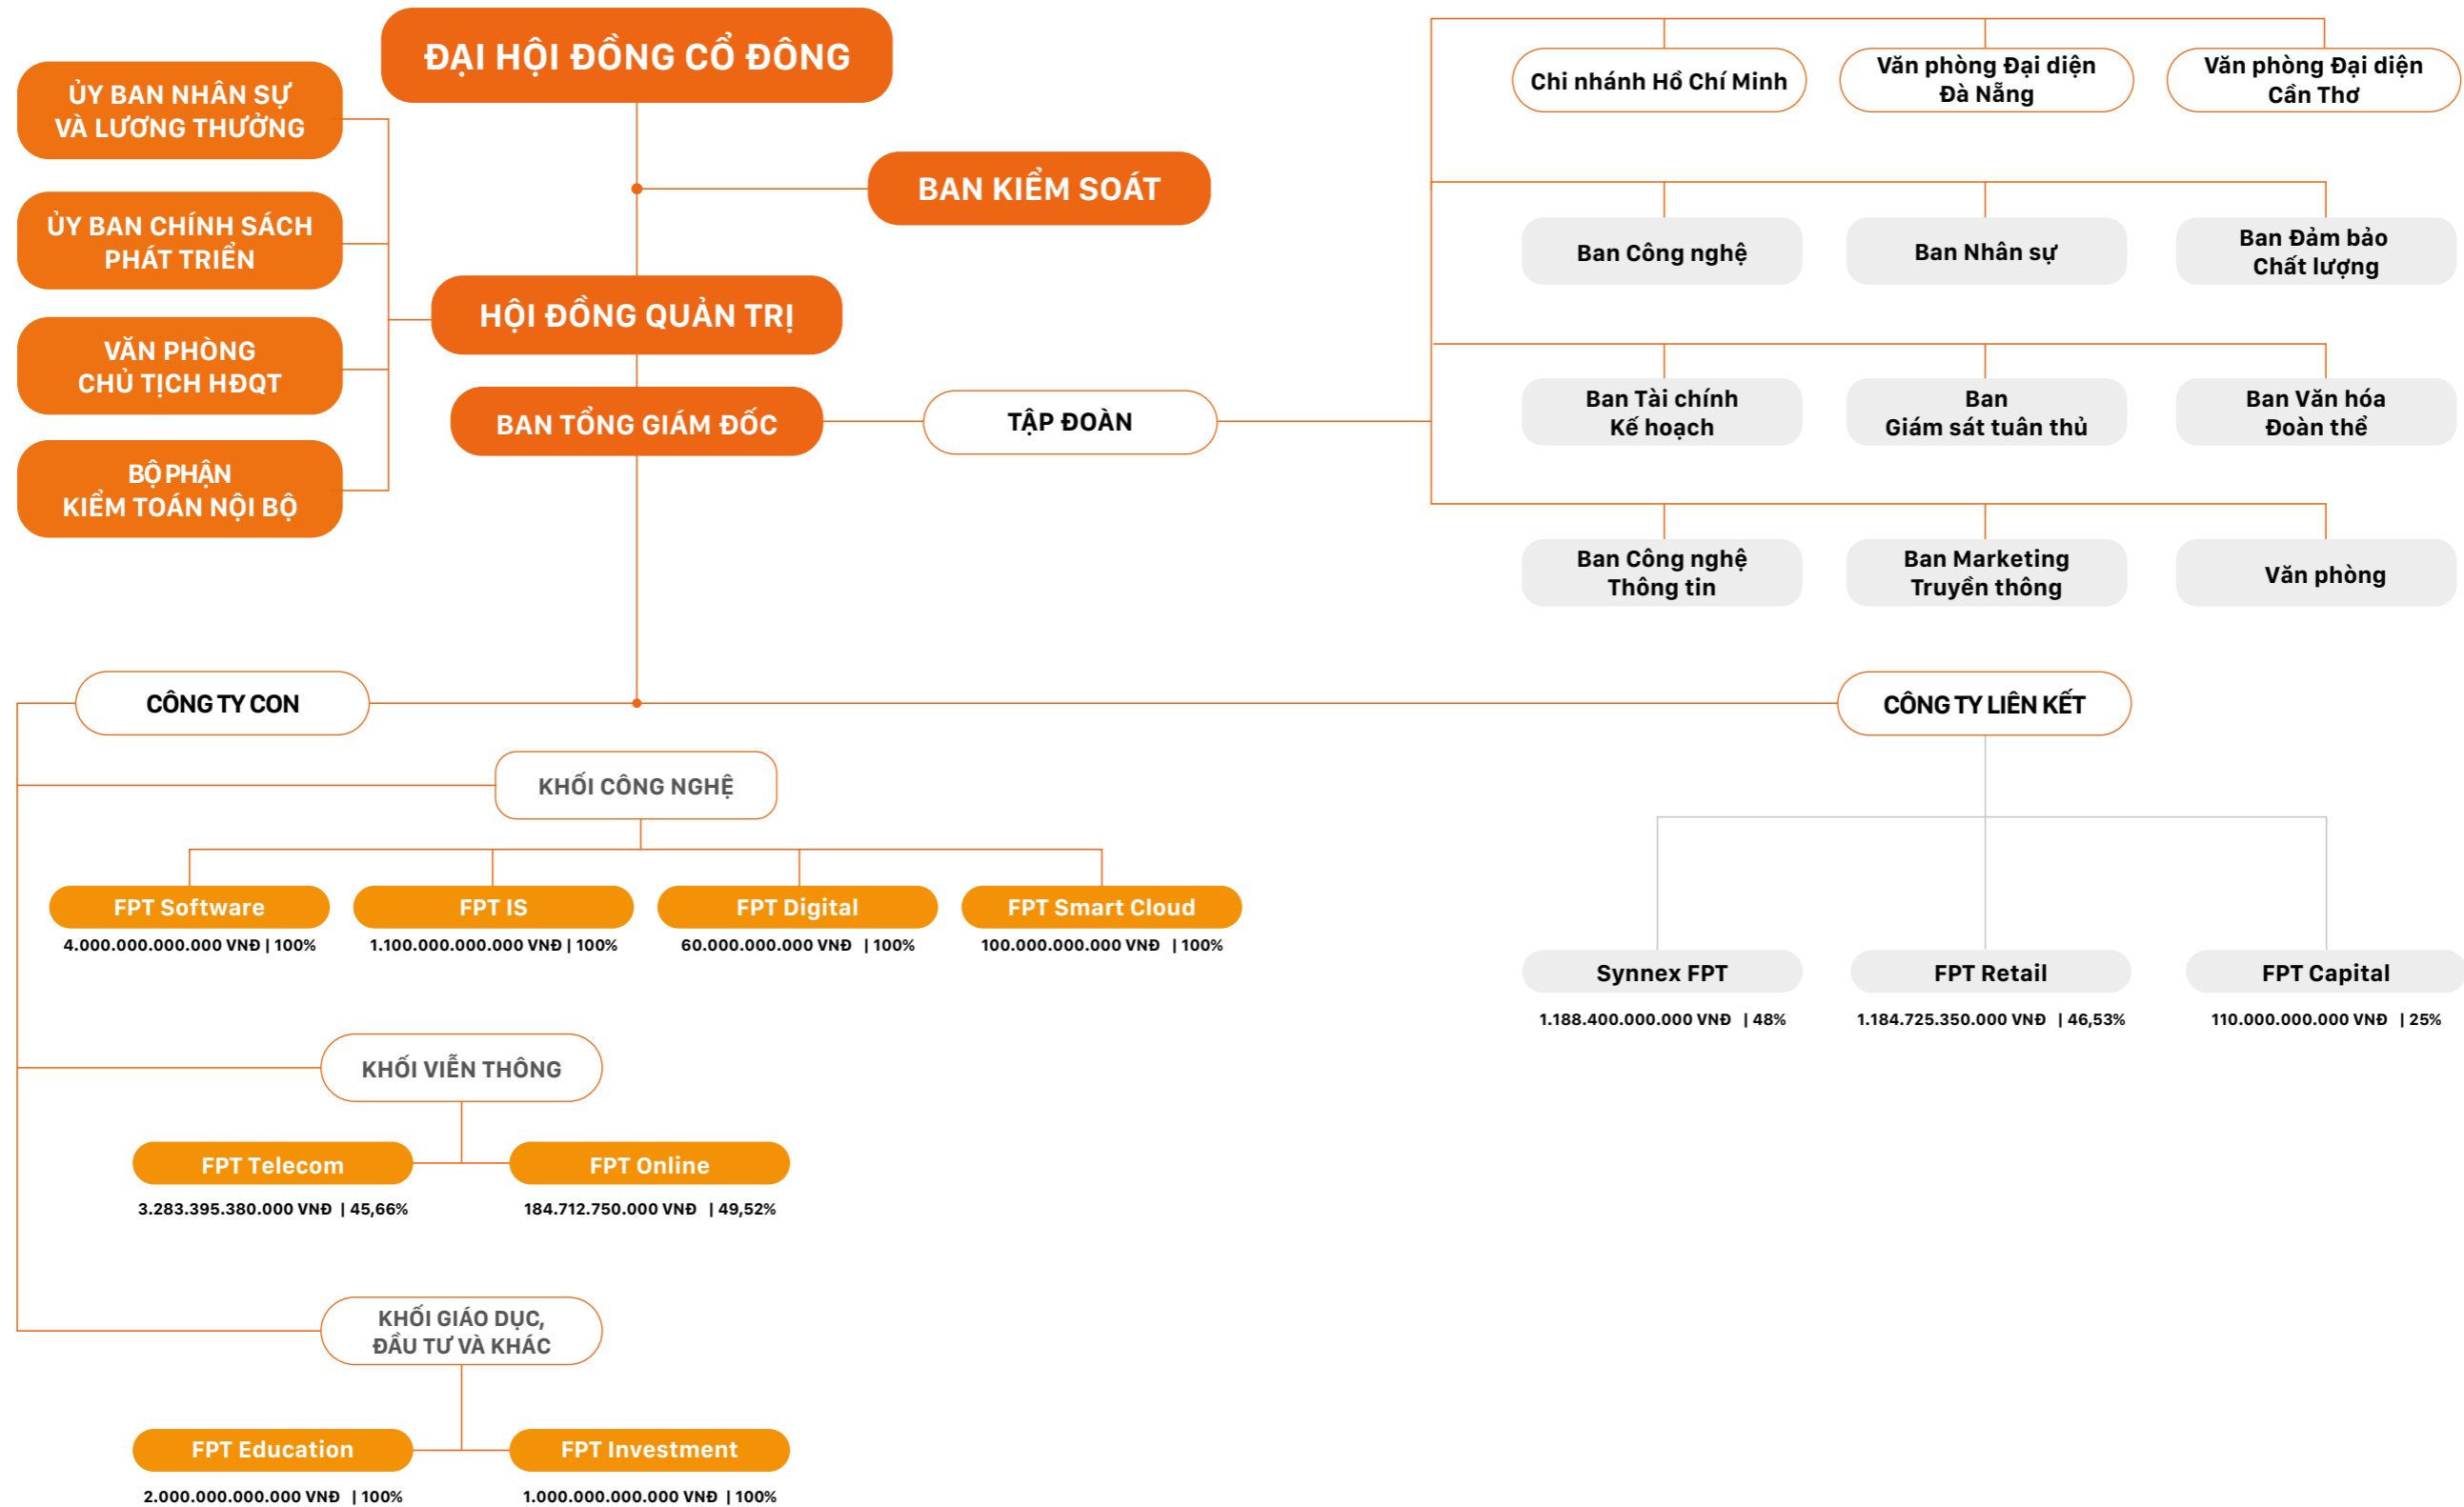 ĐẠI HỘI ĐỒNG CỔ ĐÔNG
ỦY BAN NHÂN SỰ
VÀ LƯƠNG THƯỞNG
ỦY BAN CHÍNH SÁCH
PHÁT TRIỂN
VĂN PHÒNG
CHỦ TỊCH HĐQT
BỘ PHẬN
KIỂM TOÁN NỘI BỘ
BAN KIỂM SOÁT
HỘI ĐỒNG QUẢN TRỊ
BAN TỔNG GIÁM ĐỐC
TẬP ĐOÀN
Chi nhánh Hồ Chí Minh
Văn phòng Đại diện
Đà Nẵng
Văn phòng Đại diện
Cần Thơ
Ban Công nghệ
Ban Nhân sự
Ban Đảm bảo
Chất lượng
Ban Tài chính
Kế hoạch
Ban
Giám sát tuân thủ
Ban Văn hóa
Đoàn thể
Ban Công nghệ
Thông tin
Ban Marketing
Truyền thông
Văn phòng
CÔNG TY CON
KHỐI CÔNG NGHỆ
FPT Software
4.000.000.000.000 VNĐ | 100%
FPT IS
1.100.000.000.000 VNĐ | 100%
FPT Digital
60.000.000.000 VNĐ | 100%
FPT Smart Cloud
100.000.000.000 VNĐ | 100%
KHỐI VIỄN THÔNG
FPT Telecom
3.283.395.380.000 VNĐ | 45,66%
FPT Online
184.712.750.000 VNĐ | 49,52%
KHỐI GIÁO DỤC,
ĐẦU TƯ VÀ KHÁC
FPT Education
2.000.000.000.000 VNĐ | 100%
FPT Investment
1.000.000.000.000 VNĐ | 100%
CÔNG TY LIÊN KẾT
Synnex FPT
1.188.400.000.000 VNĐ | 48%
FPT Retail
1.184.725.350.000 VNĐ | 46,53%
FPT Capital
110.000.000.000 VNĐ | 25%